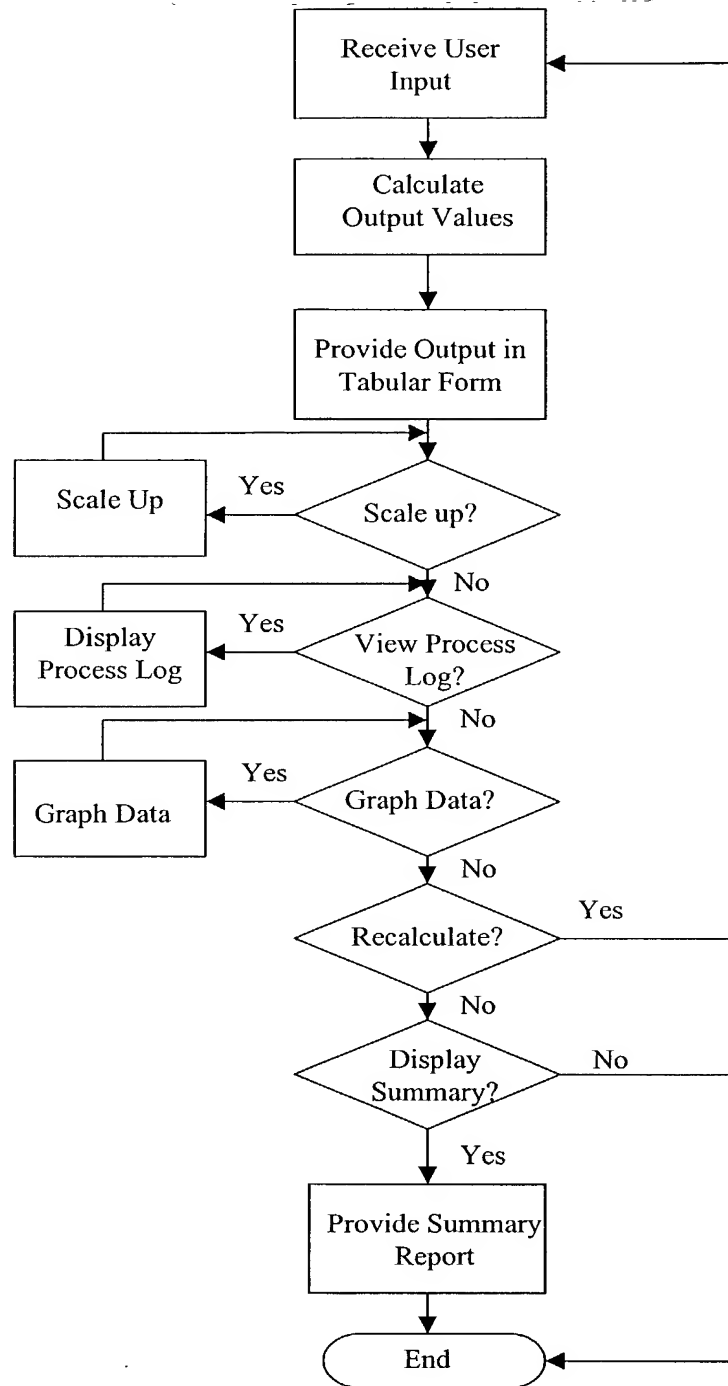 Receive User
Input
Calculate
Output Values
Provide Output in
Tabular Form
Scale Up
Yes
Scale up?
No
Display
Process Log
Yes
View Process
Log?
No
Graph Data
Yes
Graph Data?
No
Recalculate?
Yes
No
Display
Summary?
No
Yes
Provide Summary
Report
End